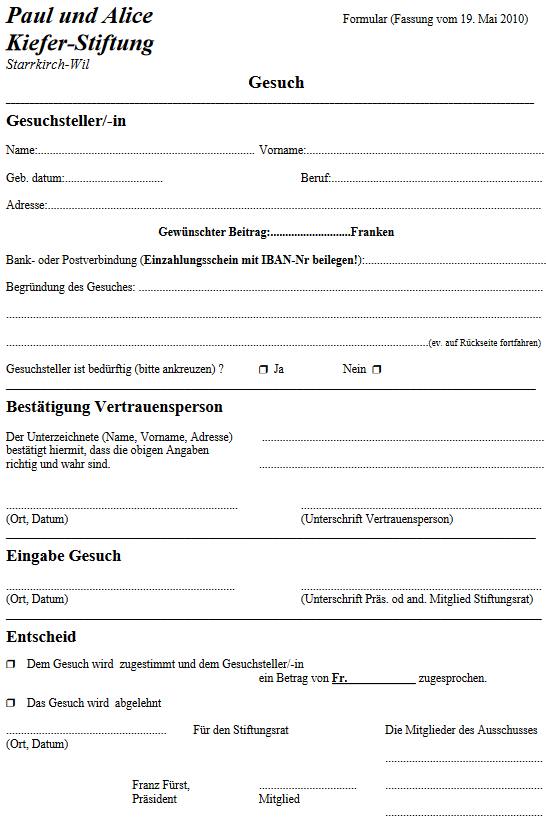 Paul und Alice
Formular (Fassung vom 19. Mai 2010)
Kiefer-Stiftung
Starrkirch-Wil
Gesuch
Gesuchsteller/-in
Name:.......................................................................... Vorname:................................................................................
Geb. datum:................................. Beruf:........................................................................
Adresse:.....................................................................................................................................................................
Gewünschter Beitrag:...........................Franken
Bank- oder Postverbindung (Einzahlungsschein mit IBAN-Nr beilegen!):.............................................................
Begründung des Gesuches: .......................................................................................................................................
...................................................................................................................................................................................
..............................................................................................................................................(ev. auf Rückseite fortfahren)
Gesuchsteller ist bedürftig (bitte ankreuzen) ? ❒ Ja Nein ❒
Bestätigung Vertrauensperson
Der Unterzeichnete (Name, Vorname, Adresse) ...............................................................................................
bestätigt hiermit, dass die obigen Angaben
richtig und wahr sind. ................................................................................................
.............................................................................. .................................................................................
(Ort, Datum) (Unterschrift Vertrauensperson)
Eingabe Gesuch
............................................................................. .................................................................................
(Ort, Datum) (Unterschrift Präs. od and. Mitglied Stiftungsrat)
Entscheid
❒ Dem Gesuch wird zugestimmt und dem Gesuchsteller/-in
ein Betrag von Fr.____________ zugesprochen.
❒ Das Gesuch wird abgelehnt
...................................................... Für den Stiftungsrat Die Mitglieder des Ausschusses
(Ort, Datum)
.....................................................
Franz Fürst, ................................. .....................................................
Präsident Mitglied
.....................................................